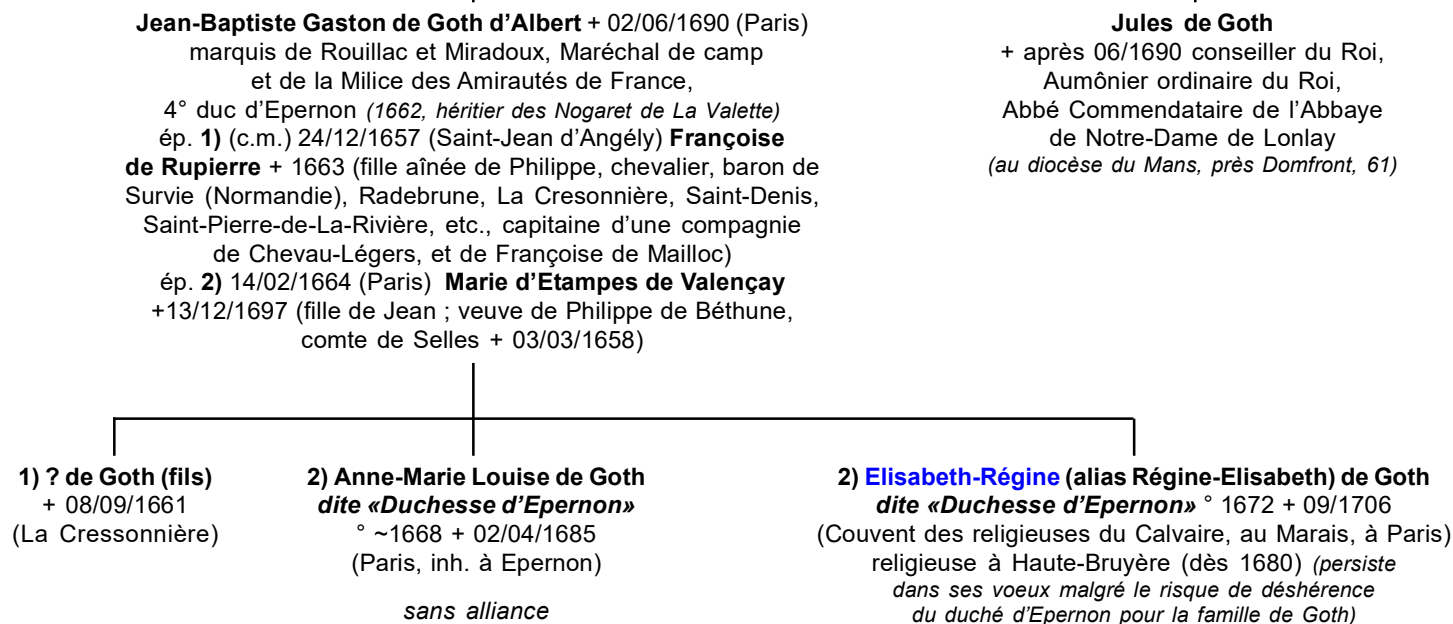 Jean-Baptiste Gaston de Goth d'Albert + 02/06/1690 (Paris)
marquis de Rouillac et Miradoux, Maréchal de camp
et de la Milice des Amirautés de France,
4° duc d'Epernon (1662, héritier des Nogaret de La Valette)
ép. 1) (c.m.) 24/12/1657 (Saint-Jean d'Angély) Françoise
de Rupierre + 1663 (fille aînée de Philippe, chevalier, baron de
Survie (Normandie), Radebrune, La Cresonnière, Saint-Denis,
Saint-Pierre-de-La-Rivière, etc., capitaine d'une compagnie
de Chevau-Légers, et de Françoise de Mailloc)
ép. 2) 14/02/1664 (Paris) Marie d'Etampes de Valençay
+13/12/1697 (fille de Jean ; veuve de Philippe de Béthune,
comte de Selles + 03/03/1658)
Jules de Goth
+ après 06/1690 conseiller du Roi,
Aumônier ordinaire du Roi,
Abbé Commendataire de l'Abbaye
de Notre-Dame de Lonlay
(au diocèse du Mans, près Domfront, 61)
1) ? de Goth (fils)
+ 08/09/1661
(La Cressonnière)
2) Anne-Marie Louise de Goth
dite «Duchesse d'Epernon»
° ~1668 + 02/04/1685
(Paris, inh. à Epernon)
sans alliance
2) Elisabeth-Régine (alias Régine-Elisabeth) de Goth
dite «Duchesse d'Epernon» ° 1672 + 09/1706
(Couvent des religieuses du Calvaire, au Marais, à Paris)
religieuse à Haute-Bruyère (dès 1680) (persiste
dans ses voeux malgré le risque de déshérence
du duché d'Epernon pour la famille de Goth)